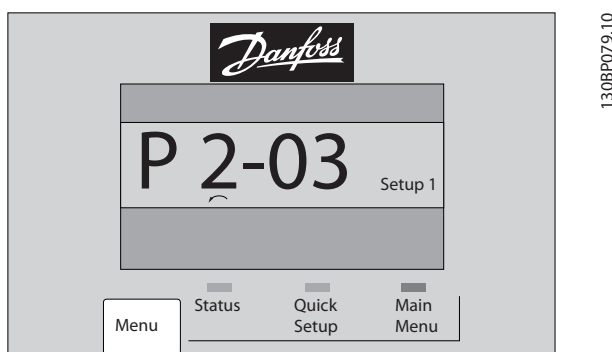 Danfoss
P 2-03
Setup 1
Status
Quick Setup
Main Menu
Menu
130BP079.10